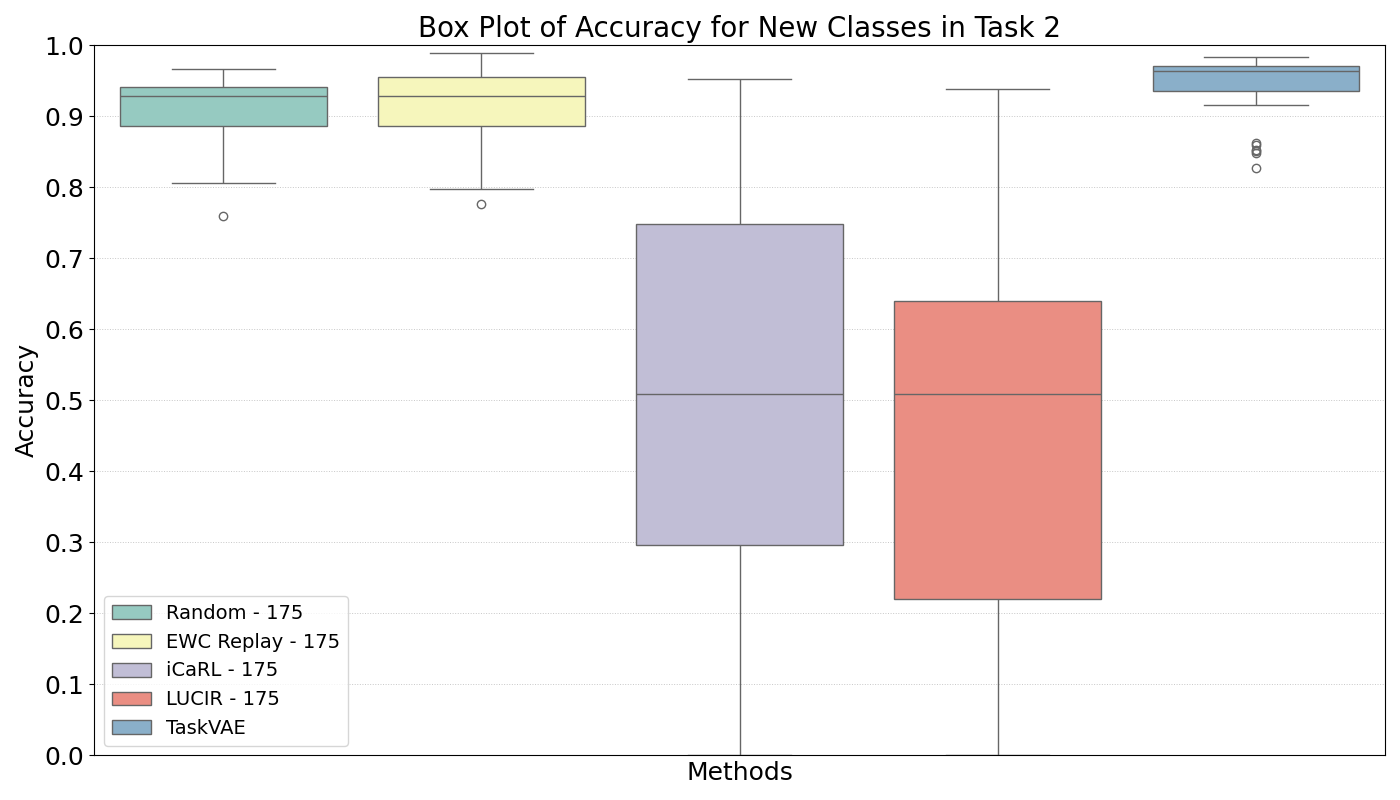 Box Plot of Accuracy for New Classes in Task 2
1.0
0.9
0.8
0.7
0.6
0.5
0.4
0.3
0.2
0.1
0.0
Accuracy
Random - 175
EWC Replay - 175
iCaRL - 175
LUCIR - 175
TaskVAE
Methods